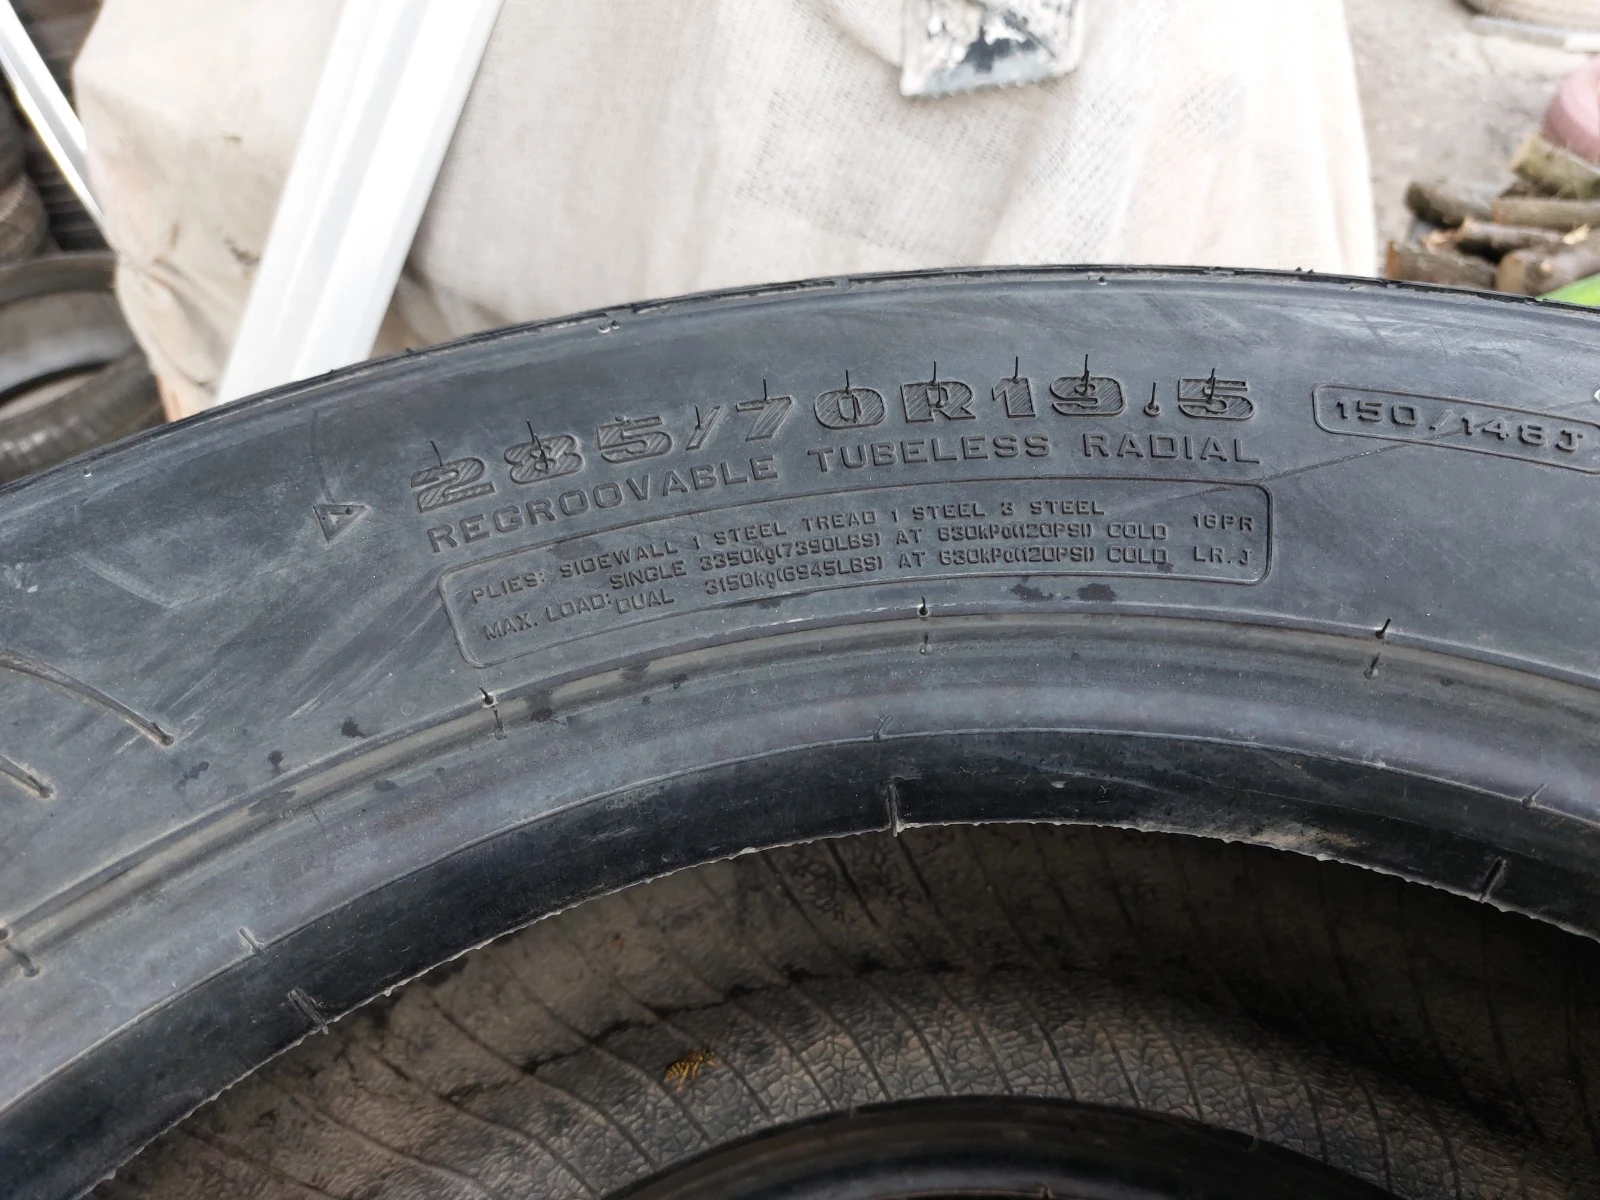 285/70R19.5
150/148J
REGROOVABLE TUBELESS RADIAL
PLIES: SIDEWALL 1 STEEL TREAD 1 STEEL 3 STEEL 16PR
MAX. LOAD: SINGLE 3350kg(7390LBS) AT 830kPa(120PSI) COLD LR.J
DUAL 3150kg(6945LBS) AT 830kPa(120PSI) COLD